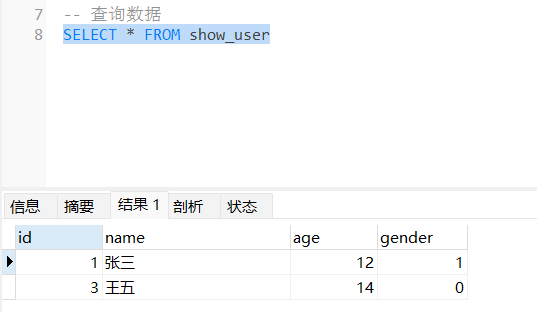 7 -- 查询数据
8 SELECT * FROM show_user
信息 摘要 结果 1 剖析 状态
id name age gender
1 张三 12 1
3 王五 14 0